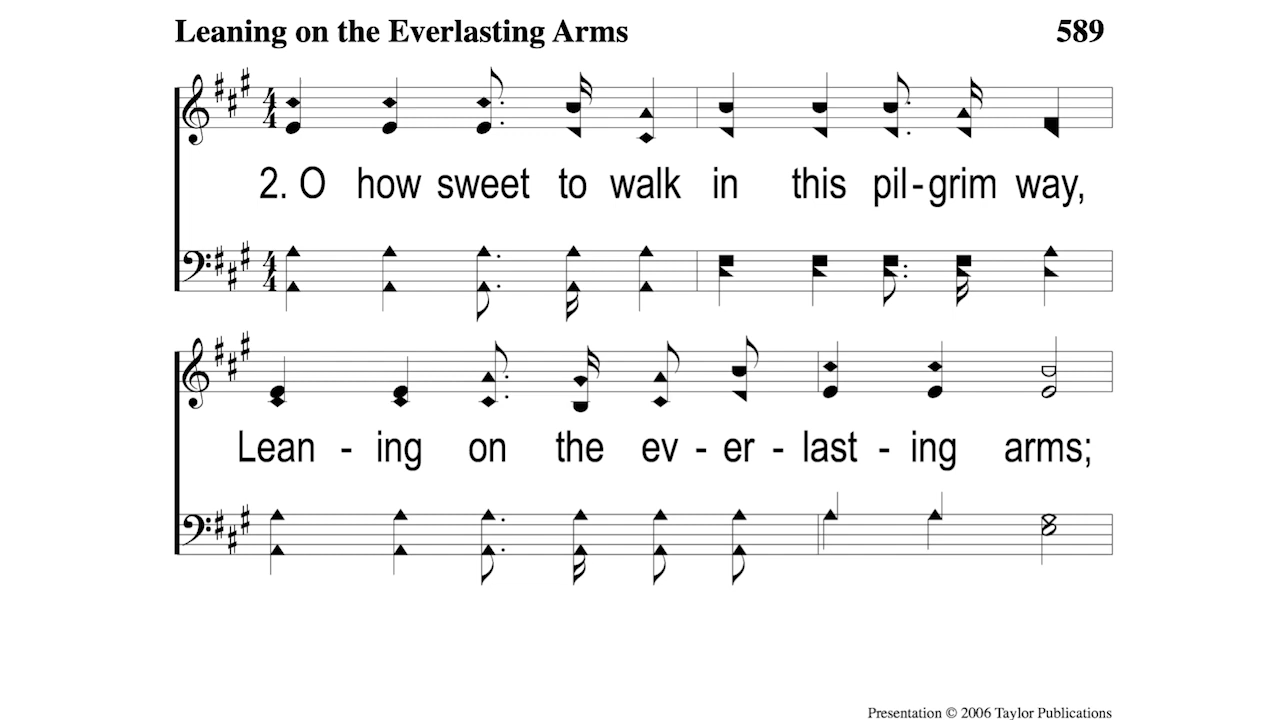 Leaning on the Everlasting Arms 589
2. O how sweet to walk in this pil-grim way,
Lean - ing on the ev - er - last - ing arms;
Presentation © 2006 Taylor Publications